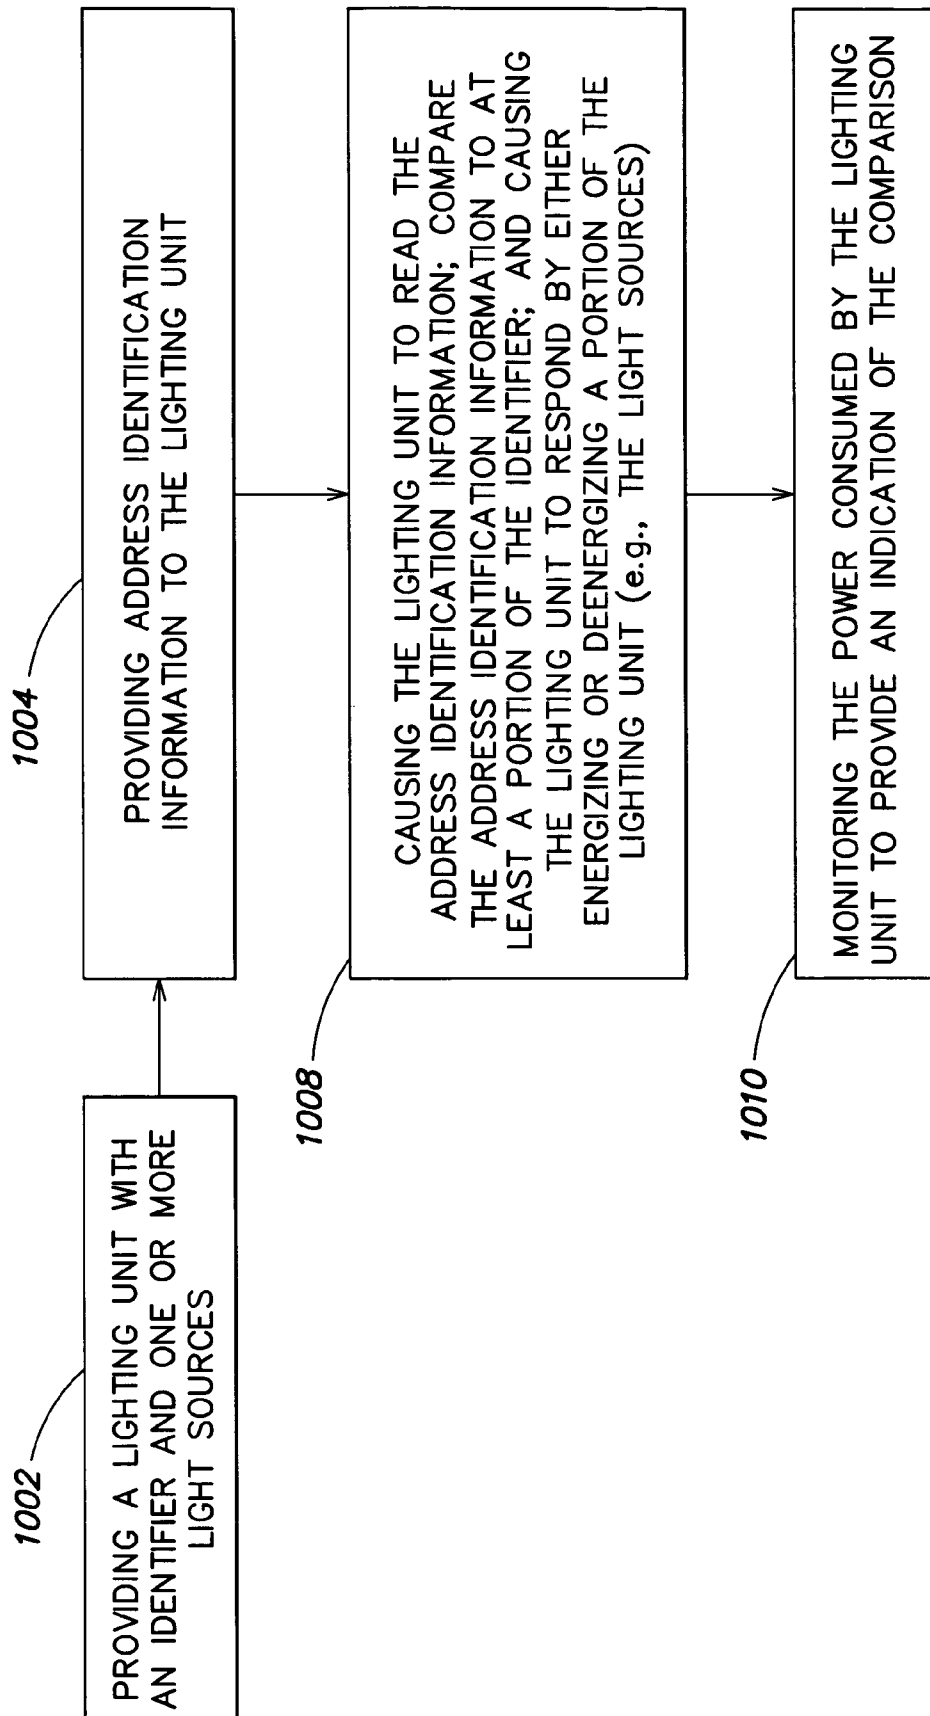 1002
PROVIDING A LIGHTING UNIT WITH
AN IDENTIFIER AND ONE OR MORE
LIGHT SOURCES
1004
PROVIDING ADDRESS IDENTIFICATION
INFORMATION TO THE LIGHTING UNIT
1008
CAUSING THE LIGHTING UNIT TO READ THE
ADDRESS IDENTIFICATION INFORMATION; COMPARE
THE ADDRESS IDENTIFICATION INFORMATION TO AT
LEAST A PORTION OF THE IDENTIFIER; AND CAUSING
THE LIGHTING UNIT TO RESPOND BY EITHER
ENERGIZING OR DEENERGIZING A PORTION OF THE
LIGHTING UNIT (e.g., THE LIGHT SOURCES)
1010
MONITORING THE POWER CONSUMED BY THE LIGHTING
UNIT TO PROVIDE AN INDICATION OF THE COMPARISON